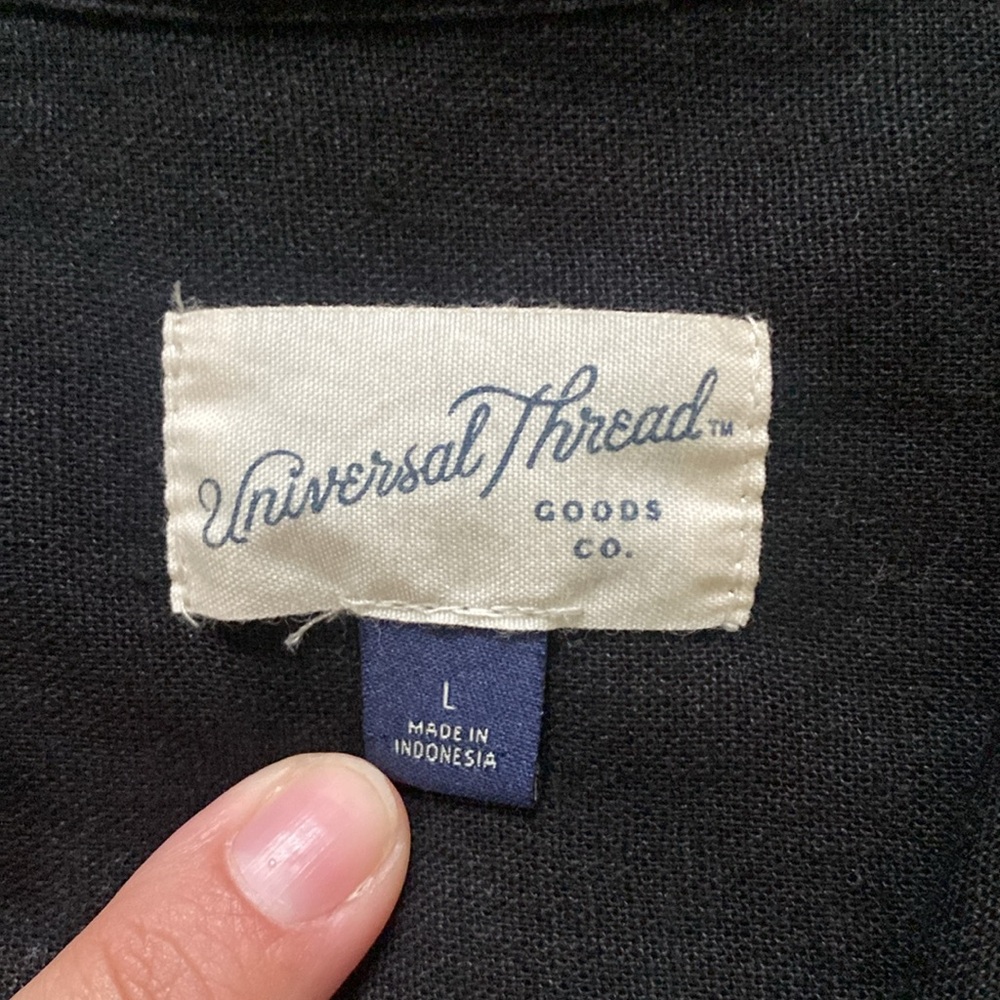 Universal Thread™
GOODS
CO.
L
MADE IN
INDONESIA